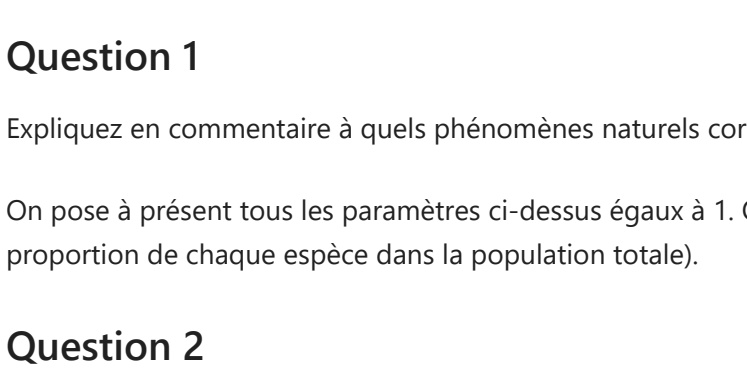 Question 1
Expliquez en commentaire à quels phénomènes naturels cor
On pose à présent tous les paramètres ci-dessus égaux à 1.
proportion de chaque espèce dans la population totale).
Question 2